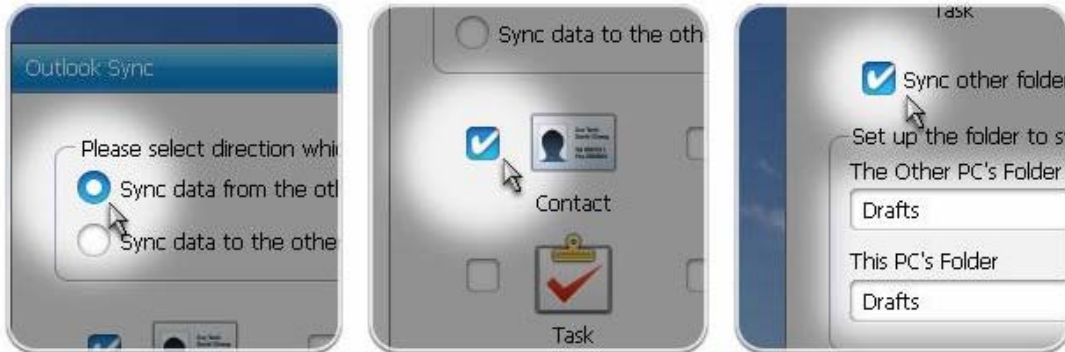 Outlook Sync
Please select direction whi
Sync data from the otl
Sync data to the othe
Sync data to the oth
Contact
Task
Task
Sync other folder
Set up the folder to s
The Other PC's Folder
Drafts
This PC's Folder
Drafts